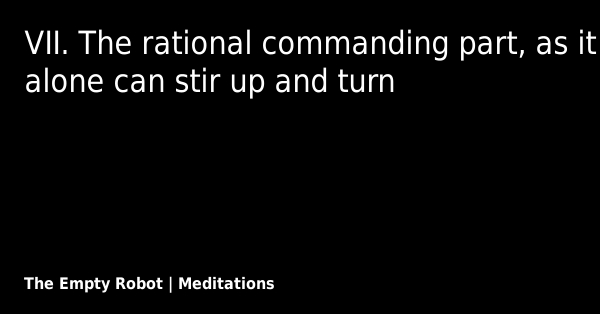 VII. The rational commanding part, as it
alone can stir up and turn
The Empty Robot | Meditations